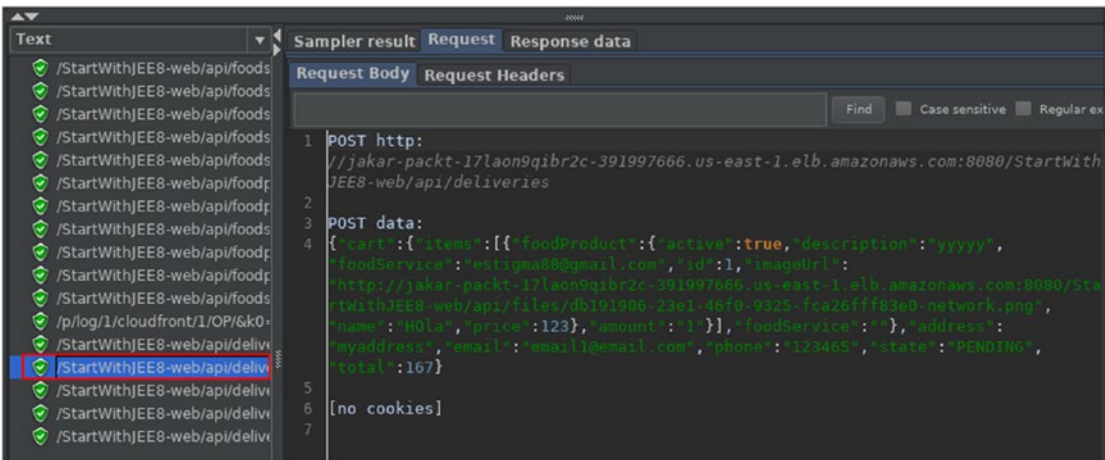 Text
Sampler result Request Response data
/StartWithJEE8-web/api/foods
/StartWithJEE8-web/api/foods
/StartWithJEE8-web/api/foods
/StartWithJEE8-web/api/foods
/StartWithJEE8-web/api/foods
/StartWithJEE8-web/api/foodp
/StartWithJEE8-web/api/foodp
/StartWithJEE8-web/api/foodp
/StartWithJEE8-web/api/foodp
/StartWithJEE8-web/api/foodp
/StartWithJEE8-web/api/foods
/p/log/1/cloudfront/1/OP/&k0=
/StartWithJEE8-web/api/delive
/StartWithJEE8-web/api/delive
/StartWithJEE8-web/api/delive
/StartWithJEE8-web/api/delive
/StartWithJEE8-web/api/delive
Request Body Request Headers
Find Case sensitive Regular ex
1 POST http:
//jakar-packt-17laon9qibr2c-391997666.us-east-1.elb.amazonaws.com:8080/StartWith
JEE8-web/api/deliveries
2
3 POST data:
4 {"cart":{"items":[{"foodProduct":{"active":true,"description":"yyyyy",
"foodService":"estigma88@gmail.com","id":1,"imageUrl":
"http://jakar-packt-17laon9qibr2c-391997666.us-east-1.elb.amazonaws.com:8080/Sta
rtWithJEE8-web/api/files/db191906-23e1-46f0-9325-fca26fff83e0-network.png",
"name":"HOla","price":123},"amount":"1"}],"foodService":""},"address":
"myaddress","email":"email1@email.com","phone":"123465","state":"PENDING",
"total":167}
5
6 [no cookies]
7